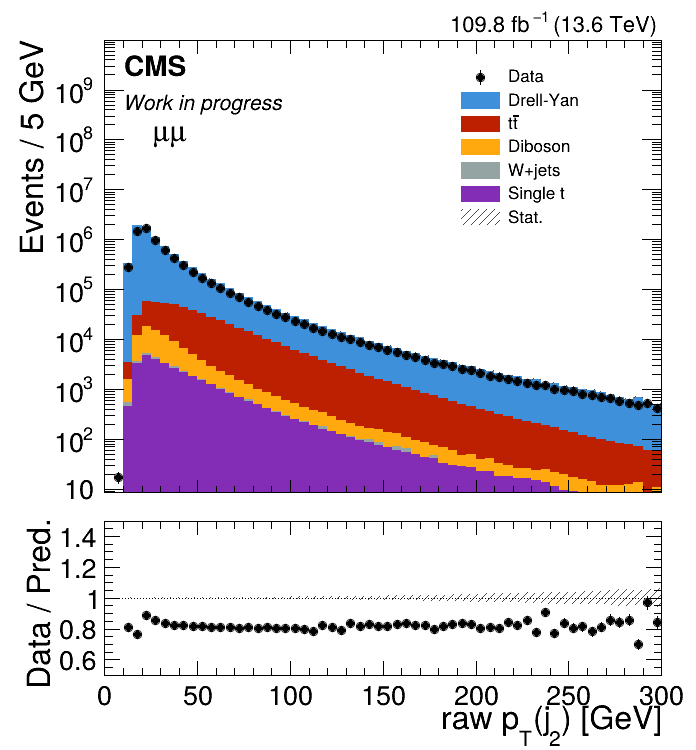 109.8 fb⁻¹ (13.6 TeV)
CMS
Work in progress
μμ
Data
Drell-Yan
tt̄
Diboson
W+jets
Single t
Stat.
Events / 5 GeV
10⁹
10⁸
10⁷
10⁶
10⁵
10⁴
10³
10²
10
Data / Pred.
1.4
1.2
1
0.8
0.6
0 50 100 150 200 250 300
raw p_T(j_2) [GeV]